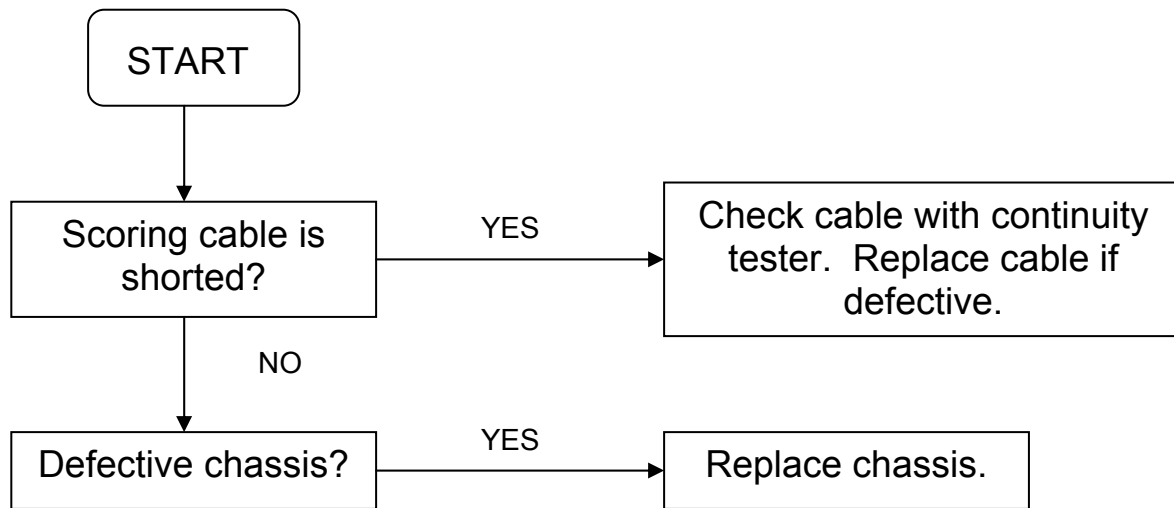 START
Scoring cable is
shorted?
YES
Check cable with continuity
tester.  Replace cable if
defective.
NO
Defective chassis?
YES
Replace chassis.